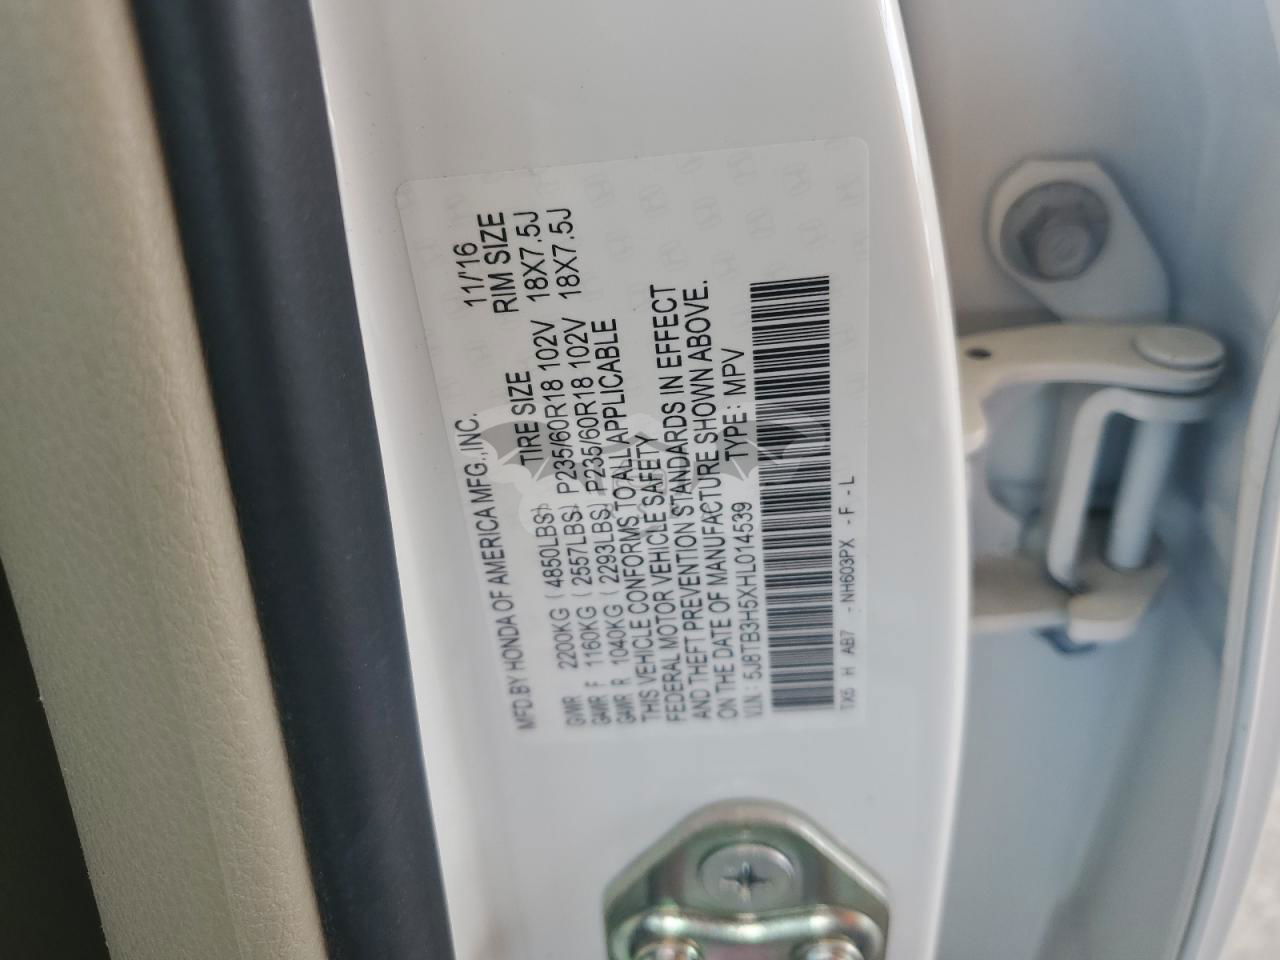 MFD.BY HONDA OF AMERICA MFG.,INC. 11/'16
TIRE SIZE RIM SIZE
GVWR 2200KG (4850LBS)
GAWR F 1160KG (2557LBS) P235/60R18 102V 18X7.5J
GAWR R 1040KG (2293LBS) P235/60R18 102V 18X7.5J
THIS VEHICLE CONFORMS TO ALL APPLICABLE
FEDERAL MOTOR VEHICLE SAFETY
AND THEFT PREVENTION STANDARDS IN EFFECT
ON THE DATE OF MANUFACTURE SHOWN ABOVE.
V.I.N: 5J8TB3H5XHL014539 TYPE: MPV
TX5 H AB7 - NH603PX - F - L